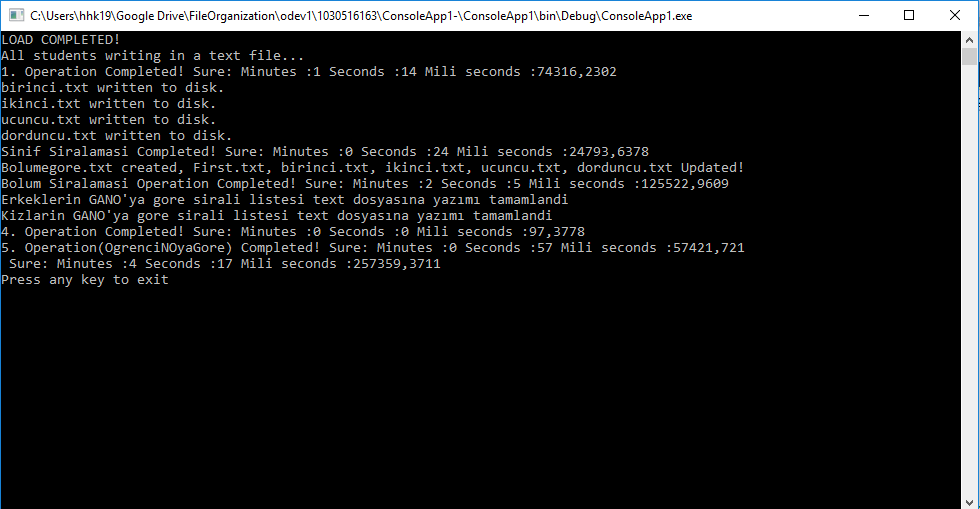 C:\Users\hhk19\Google Drive\FileOrganization\odev1\1030516163\ConsoleApp1-\ConsoleApp1\bin\Debug\ConsoleApp1.exe
LOAD COMPLETED!
All students writing in a text file...
1. Operation Completed! Sure: Minutes :1 Seconds :14 Mili seconds :74316,2302
birinci.txt written to disk.
ikinci.txt written to disk.
ucuncu.txt written to disk.
dorduncu.txt written to disk.
Sinif Siralamasi Completed! Sure: Minutes :0 Seconds :24 Mili seconds :24793,6378
Bolumegore.txt created, First.txt, birinci.txt, ikinci.txt, ucuncu.txt, dorduncu.txt Updated!
Bolum Siralamasi Operation Completed! Sure: Minutes :2 Seconds :5 Mili seconds :125522,9609
Erkeklerin GANO'ya gore sirali listesi text dosyasına yazımı tamamlandi
Kizlarin GANO'ya gore sirali listesi text dosyasına yazımı tamamlandi
4. Operation Completed! Sure: Minutes :0 Seconds :0 Mili seconds :97,3778
5. Operation(OgrenciNOyaGore) Completed! Sure: Minutes :0 Seconds :57 Mili seconds :57421,721
Sure: Minutes :4 Seconds :17 Mili seconds :257359,3711
Press any key to exit